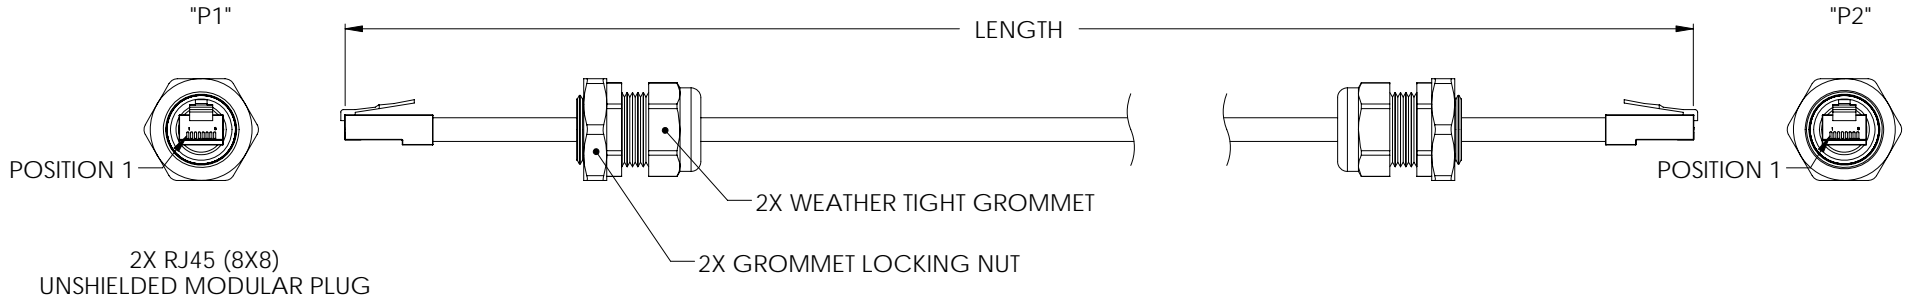 "P1"
LENGTH
"P2"
POSITION 1
POSITION 1
2X WEATHER TIGHT GROMMET
2X GROMMET LOCKING NUT
2X RJ45 (8X8)
UNSHIELDED MODULAR PLUG